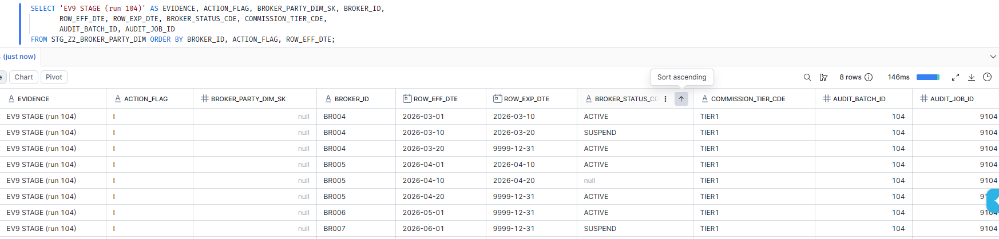 SELECT 'EV9 STAGE (run 104)' AS EVIDENCE, ACTION_FLAG, BROKER_PARTY_DIM_SK, BROKER_ID,
ROW_EFF_DTE, ROW_EXP_DTE, BROKER_STATUS_CDE, COMMISSION_TIER_CDE,
AUDIT_BATCH_ID, AUDIT_JOB_ID
FROM STG_Z2_BROKER_PARTY_DIM ORDER BY BROKER_ID, ACTION_FLAG, ROW_EFF_DTE;
(just now)
Chart Pivot Sort ascending 8 rows 146ms
EVIDENCE ACTION_FLAG BROKER_PARTY_DIM_SK BROKER_ID ROW_EFF_DTE ROW_EXP_DTE BROKER_STATUS_CD COMMISSION_TIER_CDE AUDIT_BATCH_ID AUDIT_JOB_ID
EV9 STAGE (run 104) I null BR004 2026-03-01 2026-03-10 ACTIVE TIER1 104 9104
EV9 STAGE (run 104) I null BR004 2026-03-10 2026-03-20 SUSPEND TIER1 104 9104
EV9 STAGE (run 104) I null BR004 2026-03-20 9999-12-31 ACTIVE TIER1 104 9104
EV9 STAGE (run 104) I null BR005 2026-04-01 2026-04-10 ACTIVE TIER1 104 9104
EV9 STAGE (run 104) I null BR005 2026-04-10 2026-04-20 null TIER1 104 9104
EV9 STAGE (run 104) I null BR005 2026-04-20 9999-12-31 ACTIVE TIER1 104
EV9 STAGE (run 104) I null BR006 2026-05-01 9999-12-31 ACTIVE TIER1 104 9104
EV9 STAGE (run 104) I null BR007 2026-06-01 9999-12-31 SUSPEND TIER1 104 9104